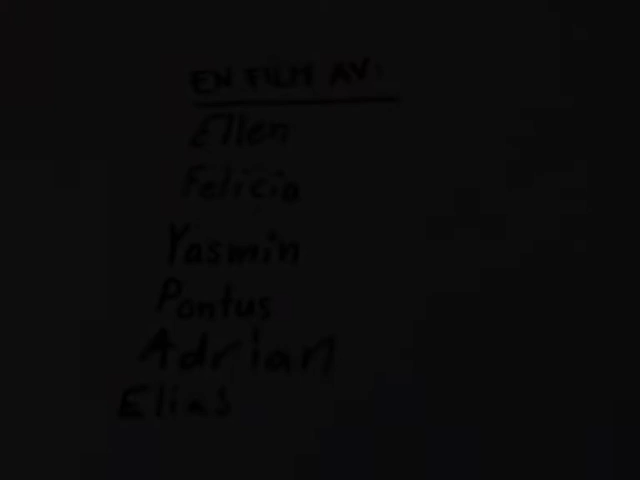 EN FILM AV:
Ellen
Felicia
Yasmin
Pontus
Adrian
Elias